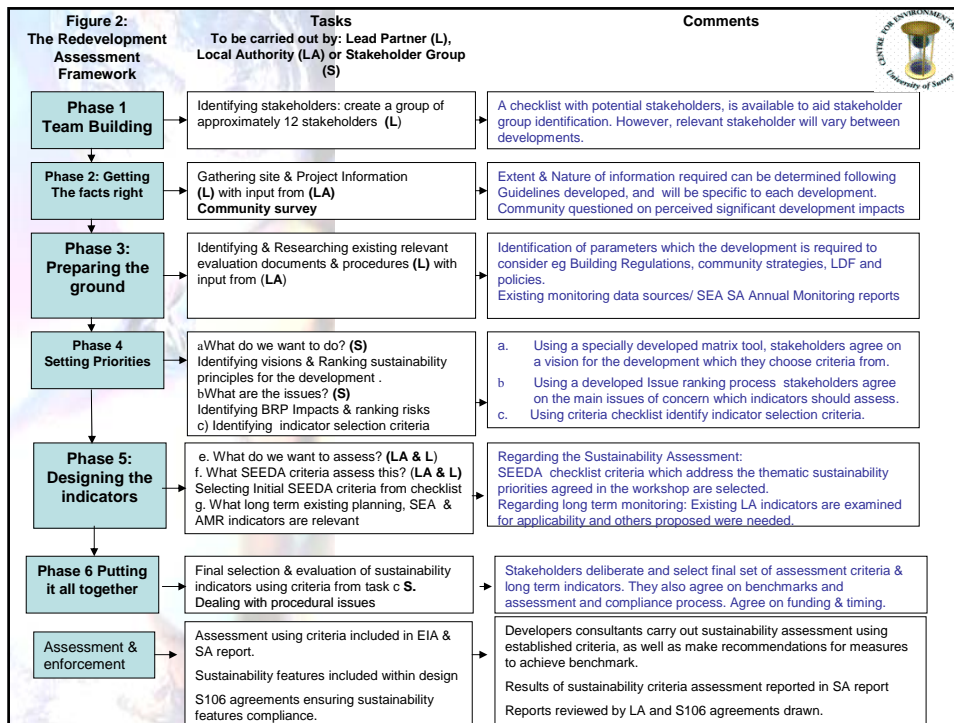 Figure 2:
The Redevelopment
Assessment
Framework
Tasks
To be carried out by: Lead Partner (L),
Local Authority (LA) or Stakeholder Group
(S)
Comments
CENTRE FOR ENVIRONMENTAL
University of Surrey
Phase 1
Team Building
Identifying stakeholders: create a group of
approximately 12 stakeholders (L)
A checklist with potential stakeholders, is available to aid stakeholder
group identification. However, relevant stakeholder will vary between
developments.
Phase 2: Getting
The facts right
Gathering site & Project Information
(L) with input from (LA)
Community survey
Extent & Nature of information required can be determined following
Guidelines developed, and will be specific to each development.
Community questioned on perceived significant development impacts
Phase 3:
Preparing the
ground
Identifying & Researching existing relevant
evaluation documents & procedures (L) with
input from (LA)
Identification of parameters which the development is required to
consider eg Building Regulations, community strategies, LDF and
policies.
Existing monitoring data sources/ SEA SA Annual Monitoring reports
Phase 4
Setting Priorities
aWhat do we want to do? (S)
Identifying visions & Ranking sustainability
principles for the development .
bWhat are the issues? (S)
Identifying BRP Impacts & ranking risks
c) Identifying indicator selection criteria
a. Using a specially developed matrix tool, stakeholders agree on
a vision for the development which they choose criteria from.
b Using a developed Issue ranking process stakeholders agree
on the main issues of concern which indicators should assess.
c. Using criteria checklist identify indicator selection criteria.
Phase 5:
Designing the
indicators
e. What do we want to assess? (LA & L)
f. What SEEDA criteria assess this? (LA & L)
Selecting Initial SEEDA criteria from checklist
g. What long term existing planning, SEA &
AMR indicators are relevant
Regarding the Sustainability Assessment:
SEEDA checklist criteria which address the thematic sustainability
priorities agreed in the workshop are selected.
Regarding long term monitoring: Existing LA indicators are examined
for applicability and others proposed were needed.
Phase 6 Putting
it all together
Final selection & evaluation of sustainability
indicators using criteria from task c S.
Dealing with procedural issues
Stakeholders deliberate and select final set of assessment criteria &
long term indicators. They also agree on benchmarks and
assessment and compliance process. Agree on funding & timing.
Assessment &
enforcement
Assessment using criteria included in EIA &
SA report.
Sustainability features included within design
S106 agreements ensuring sustainability
features compliance.
Developers consultants carry out sustainability assessment using
established criteria, as well as make recommendations for measures
to achieve benchmark.
Results of sustainability criteria assessment reported in SA report
Reports reviewed by LA and S106 agreements drawn.